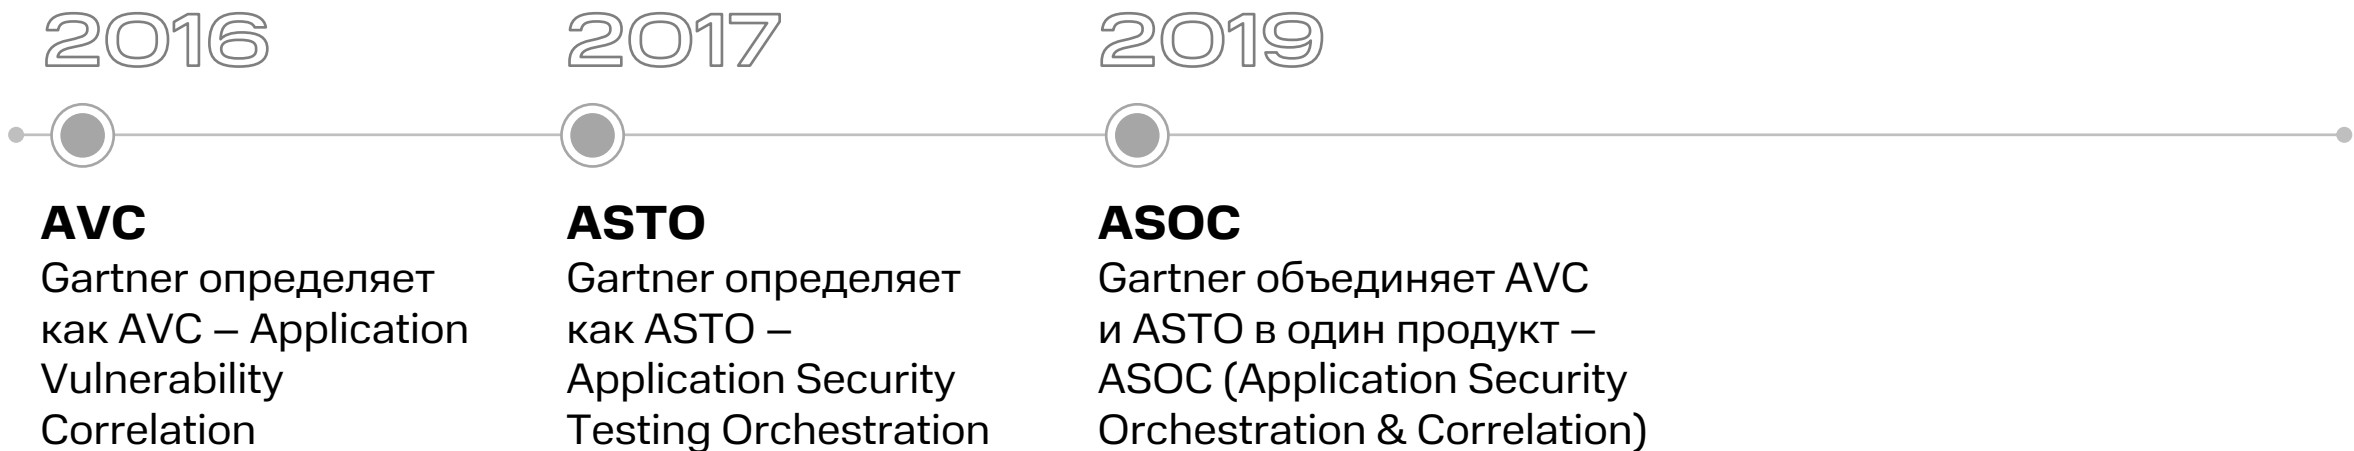 2016
2017
2019
AVC
Gartner определяет
как AVC – Application
Vulnerability
Correlation
ASTO
Gartner определяет
как ASTO –
Application Security
Testing Orchestration
ASOC
Gartner объединяет AVC
и ASTO в один продукт –
ASOC (Application Security
Orchestration & Correlation)